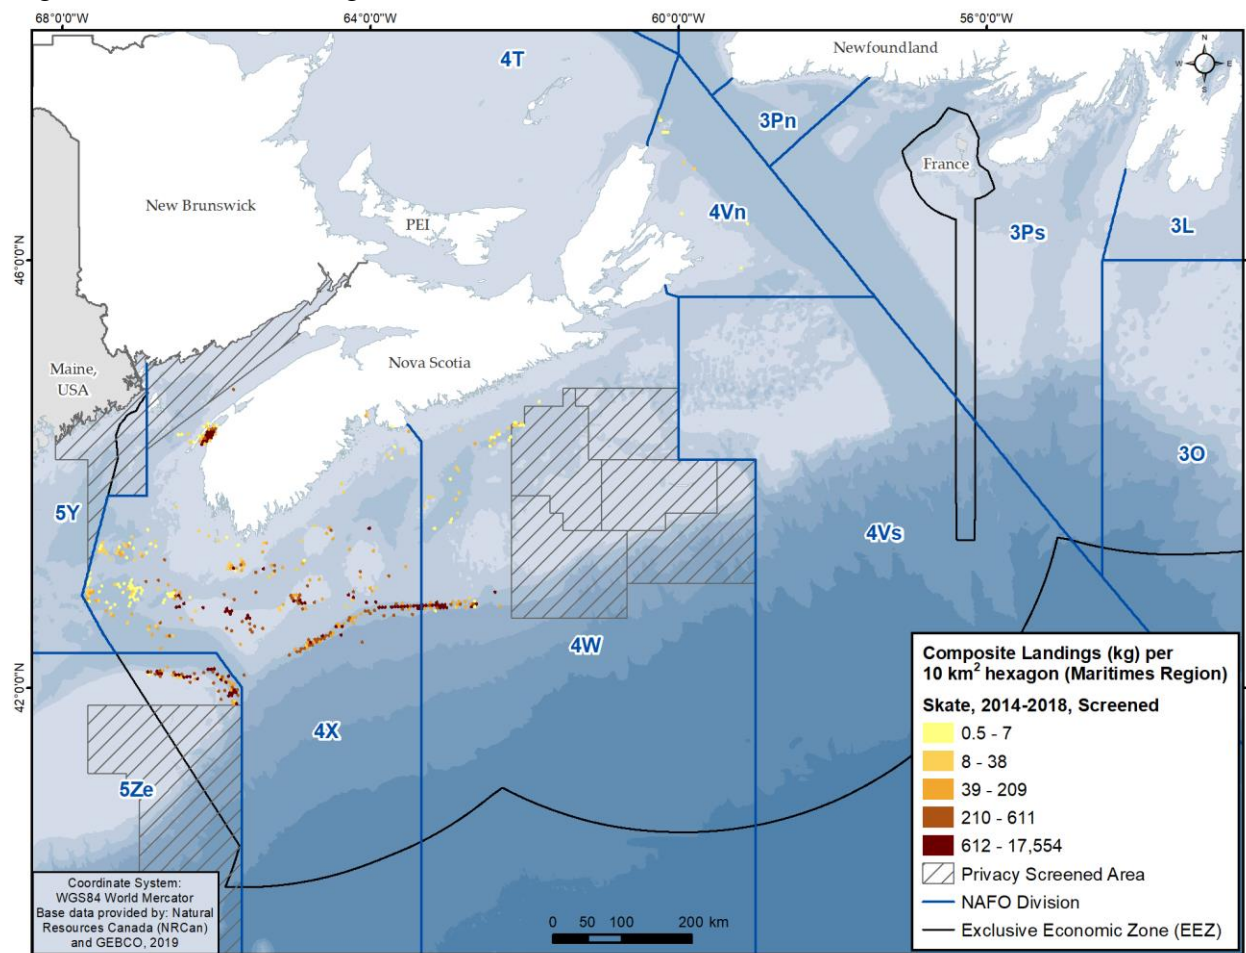 68°0'0"W
64°0'0"W
60°0'0"W
56°0'0"W
46°0'0"N
42°0'0"N
N
W
E
S
4T
Newfoundland
3Pn
France
New Brunswick
PEI
4Vn
3Ps
3L
Maine,
USA
Nova Scotia
5Y
3O
4Vs
4W
4X
5Ze
Composite Landings (kg) per
10 km² hexagon (Maritimes Region)
Skate, 2014-2018, Screened
0.5 - 7
8 - 38
39 - 209
210 - 611
612 - 17,554
Privacy Screened Area
NAFO Division
Exclusive Economic Zone (EEZ)
Coordinate System:
WGS84 World Mercator
Base data provided by: Natural
Resources Canada (NRCan)
and GEBCO, 2019
0 50 100 200 km